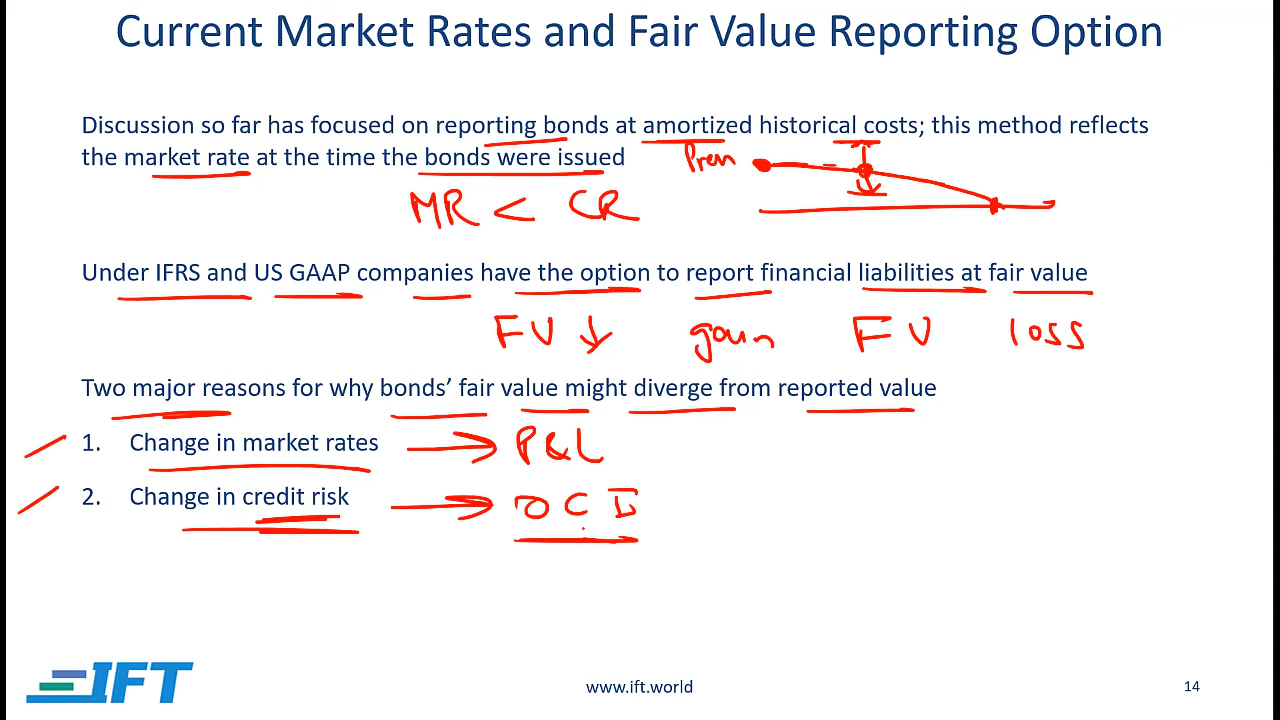 Current Market Rates and Fair Value Reporting Option
Discussion so far has focused on reporting bonds at amortized historical costs; this method reflects
the market rate at the time the bonds were issued
Prem
MR < CR
Under IFRS and US GAAP companies have the option to report financial liabilities at fair value
FV ↓ gain FV loss
Two major reasons for why bonds’ fair value might diverge from reported value
1. Change in market rates → P&L
2. Change in credit risk → OCI
IFT
www.ift.world
14